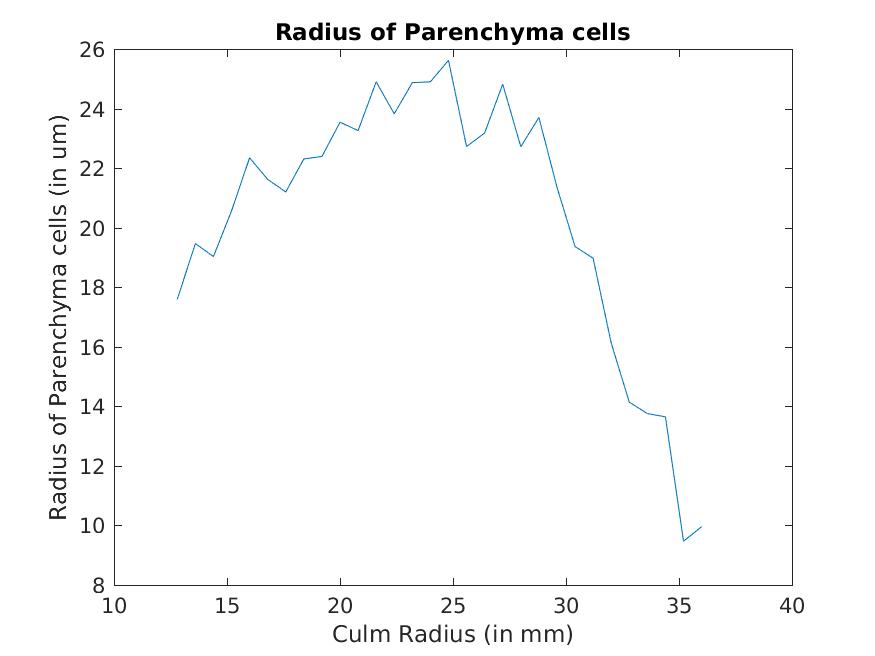 Radius of Parenchyma cells
26
24
22
20
18
16
14
12
10
8
Radius of Parenchyma cells (in um)
10 15 20 25 30 35 40
Culm Radius (in mm)